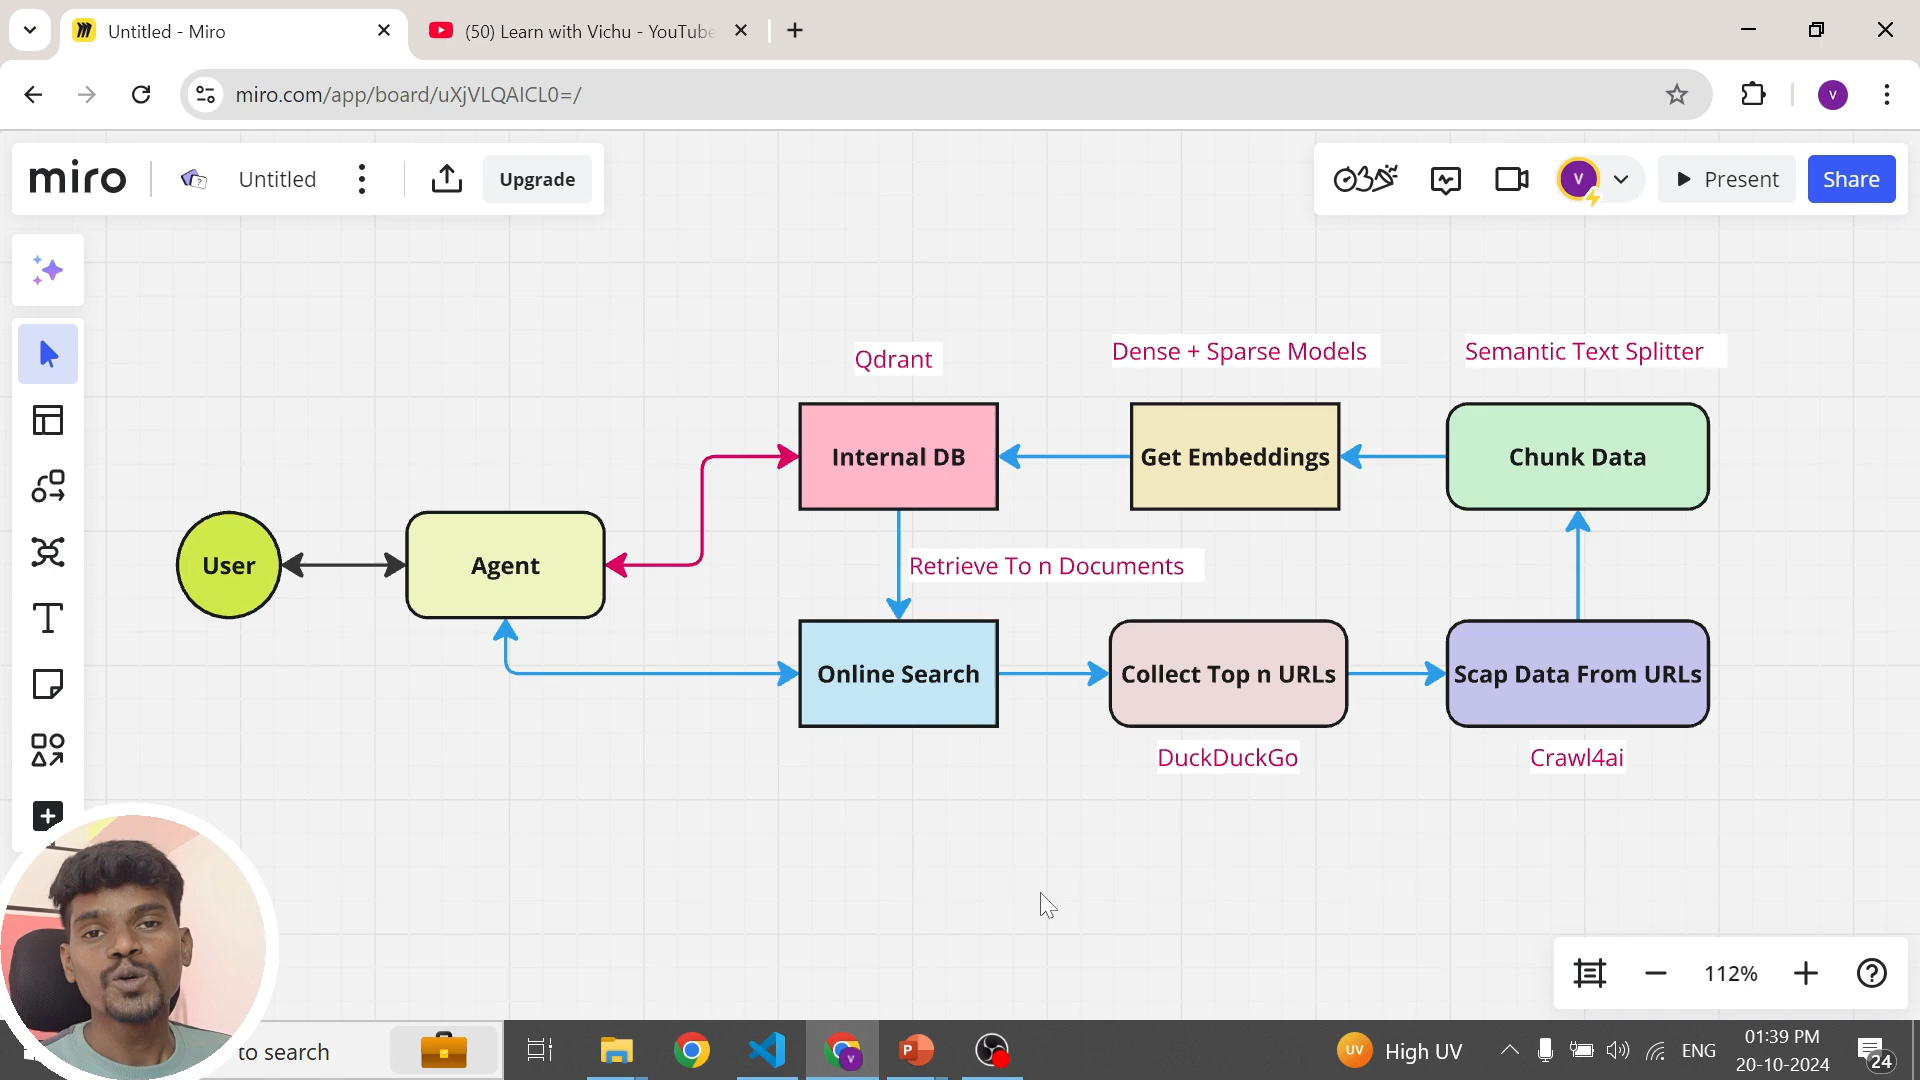 Untitled - Miro
(50) Learn with Vichu - YouTube
miro.com/app/board/uXjVLQAICL0=/
V
miro
Untitled
Upgrade
V
Present
Share
Qdrant
Dense + Sparse Models
Semantic Text Splitter
Internal DB
Get Embeddings
Chunk Data
User
Agent
Retrieve To n Documents
Online Search
Collect Top n URLs
Scap Data From URLs
DuckDuckGo
Crawl4ai
112%
to search
V
P
UV
High UV
ENG
01:39 PM
20-10-2024
24